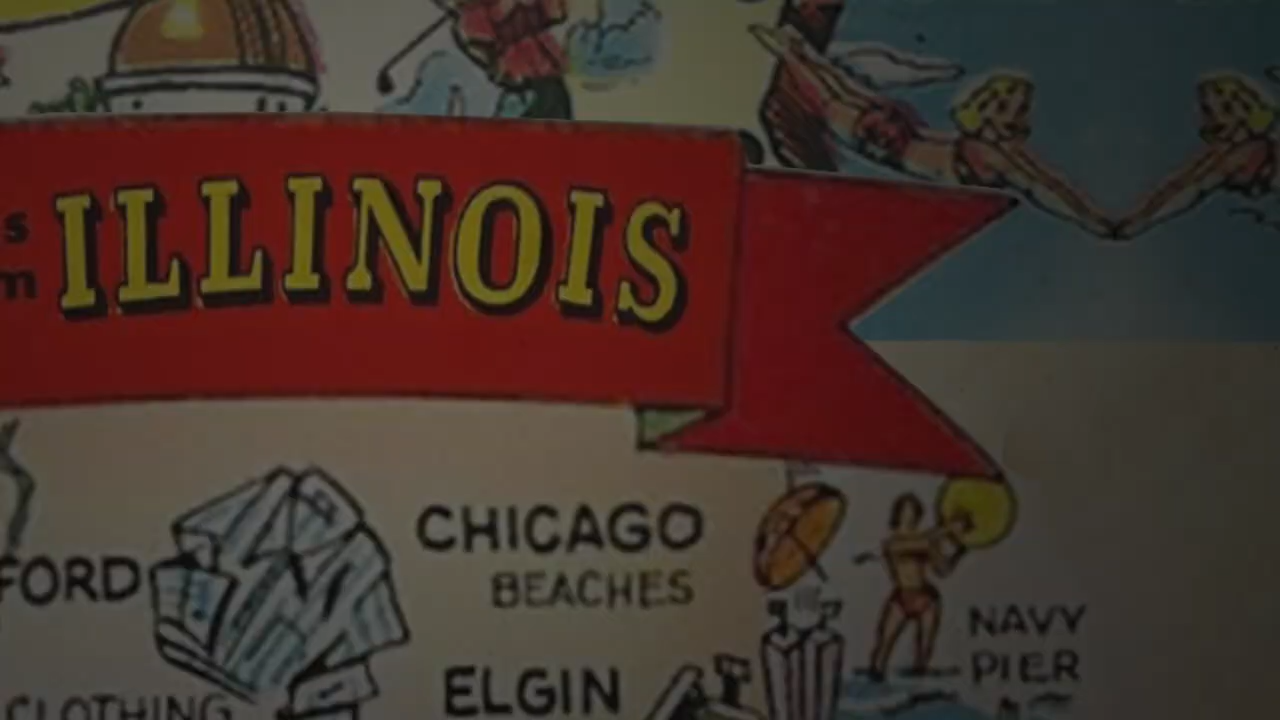 s
m ILLINOIS
CHICAGO
BEACHES
FORD
NAVY
PIER
ELGIN
CLOTHING